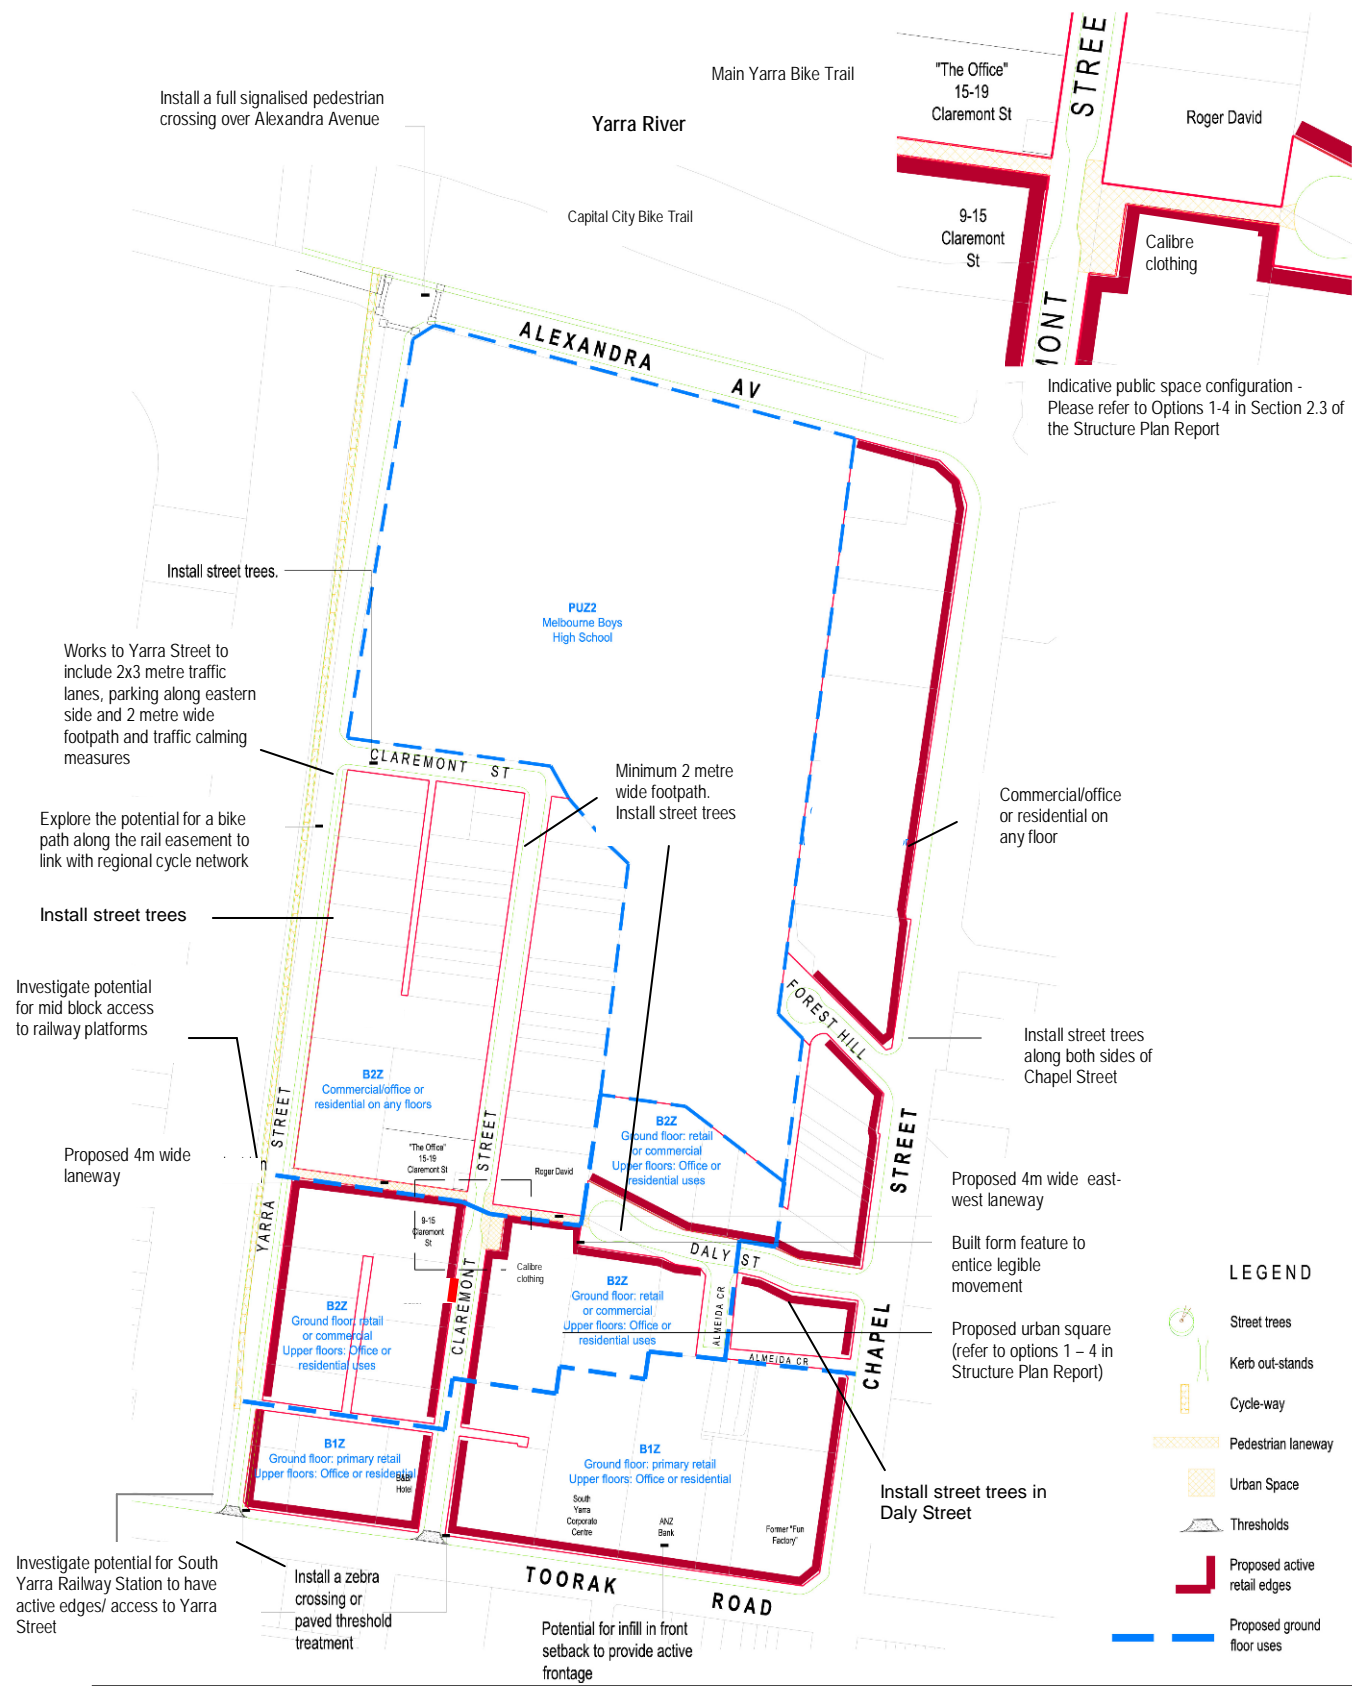 Install a full signalised pedestrian
crossing over Alexandra Avenue
Main Yarra Bike Trail
Yarra River
Capital City Bike Trail
"The Office"
15-19
Claremont St
STREE
Roger David
9-15
Claremont
St
Calibre
clothing
MONT
Indicative public space configuration -
Please refer to Options 1-4 in Section 2.3 of
the Structure Plan Report
ALEXANDRA AV
Install street trees.
PUZ2
Melbourne Boys
High School
Works to Yarra Street to
include 2x3 metre traffic
lanes, parking along eastern
side and 2 metre wide
footpath and traffic calming
measures
CLAREMONT ST
Minimum 2 metre
wide footpath.
Install street trees
Commercial/office
or residential on
any floor
Explore the potential for a bike
path along the rail easement to
link with regional cycle network
Install street trees
Investigate potential
for mid block access
to railway platforms
FOREST HILL
Install street trees
along both sides of
Chapel Street
B2Z
Commercial/office or
residential on any floors
STREET
STREET
STREET
B2Z
Ground floor: retail
or commercial
Upper floors: Office or
residential uses
Proposed 4m wide
laneway
"The Office"
15-19
Claremont St
Roger David
Proposed 4m wide east-
west laneway
YARRA
9-15
Claremont
St
Calibre
clothing
DALY ST
Built form feature to
entice legible
movement
CLAREMONT
B2Z
Ground floor: retail
or commercial
Upper floors: Office or
residential uses
B2Z
Ground floor: retail
or commercial
Upper floors: Office or
residential uses
ALMEIDA CR
ALMEIDA CR
CHAPEL
Proposed urban square
(refer to options 1 – 4 in
Structure Plan Report)
B1Z
Ground floor: primary retail
Upper floors: Office or residential
B&B
Hotel
B1Z
Ground floor: primary retail
Upper floors: Office or residential
South
Yarra
Corporate
Centre
ANZ
Bank
Former "Fun
Factory"
Install street trees in
Daly Street
TOORAK ROAD
Investigate potential for South
Yarra Railway Station to have
active edges/ access to Yarra
Street
Install a zebra
crossing or
paved threshold
treatment
Potential for infill in front
setback to provide active
frontage
LEGEND
Street trees
Kerb out-stands
Cycle-way
Pedestrian laneway
Urban Space
Thresholds
Proposed active
retail edges
Proposed ground
floor uses